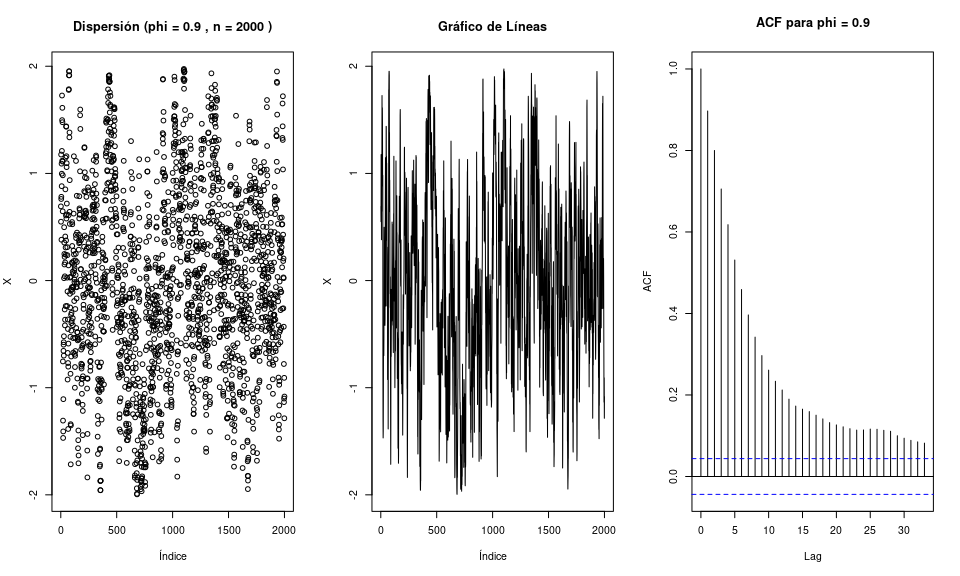 Dispersión (phi = 0.9 , n = 2000 )
X
2
1
0
-1
-2
0 500 1000 1500 2000
Índice
Gráfico de Líneas
X
2
1
0
-1
-2
0 500 1000 1500 2000
Índice
ACF para phi = 0.9
ACF
1.0
0.8
0.6
0.4
0.2
0.0
0 5 10 15 20 25 30
Lag